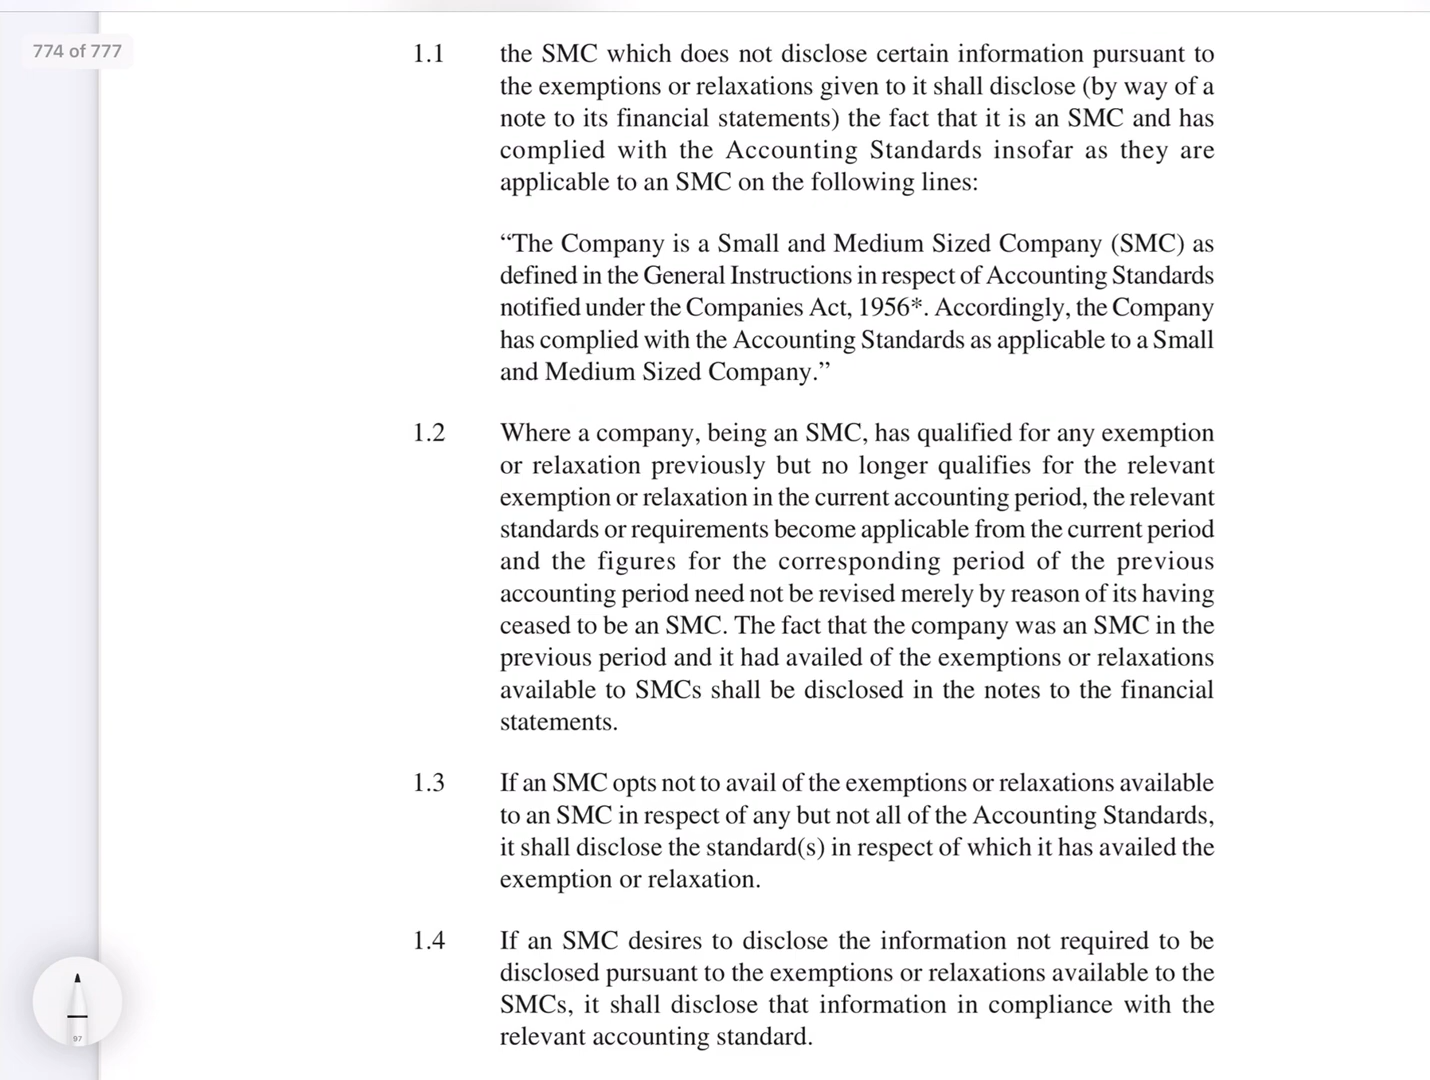 774 of 777
1.1 the SMC which does not disclose certain information pursuant to
the exemptions or relaxations given to it shall disclose (by way of a
note to its financial statements) the fact that it is an SMC and has
complied with the Accounting Standards insofar as they are
applicable to an SMC on the following lines:
“The Company is a Small and Medium Sized Company (SMC) as
defined in the General Instructions in respect of Accounting Standards
notified under the Companies Act, 1956*. Accordingly, the Company
has complied with the Accounting Standards as applicable to a Small
and Medium Sized Company.”
1.2 Where a company, being an SMC, has qualified for any exemption
or relaxation previously but no longer qualifies for the relevant
exemption or relaxation in the current accounting period, the relevant
standards or requirements become applicable from the current period
and the figures for the corresponding period of the previous
accounting period need not be revised merely by reason of its having
ceased to be an SMC. The fact that the company was an SMC in the
previous period and it had availed of the exemptions or relaxations
available to SMCs shall be disclosed in the notes to the financial
statements.
1.3 If an SMC opts not to avail of the exemptions or relaxations available
to an SMC in respect of any but not all of the Accounting Standards,
it shall disclose the standard(s) in respect of which it has availed the
exemption or relaxation.
1.4 If an SMC desires to disclose the information not required to be
disclosed pursuant to the exemptions or relaxations available to the
SMCs, it shall disclose that information in compliance with the
relevant accounting standard.
97